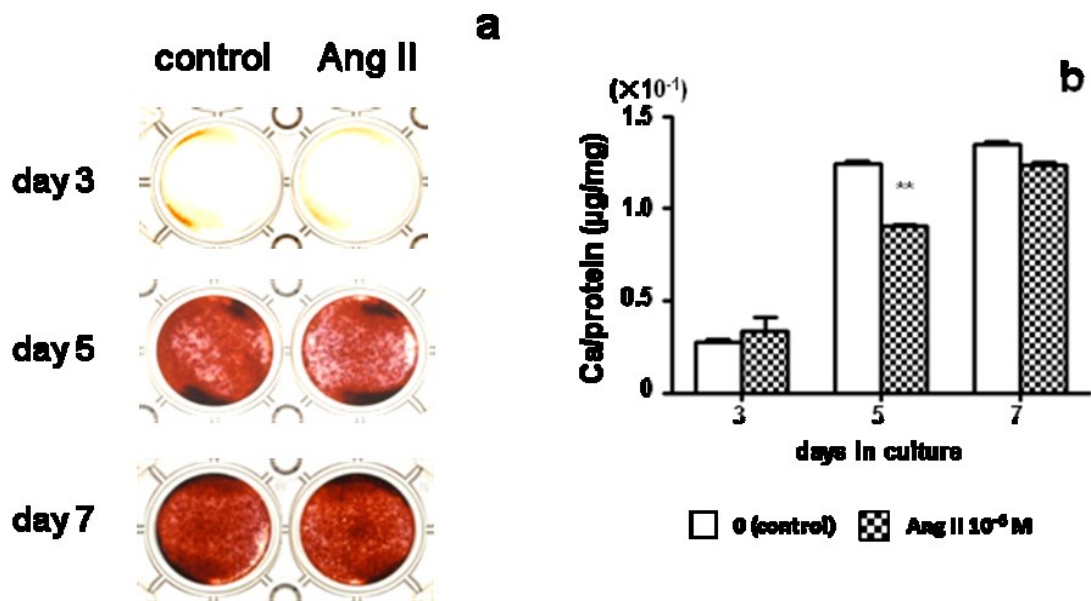 a
control Ang II
day 3
day 5
day 7
b
(×10⁻¹)
Ca/protein (µg/mg)
1.5
1.0
0.5
0
**
3 5 7
days in culture
0 (control) Ang II 10⁻⁶ M